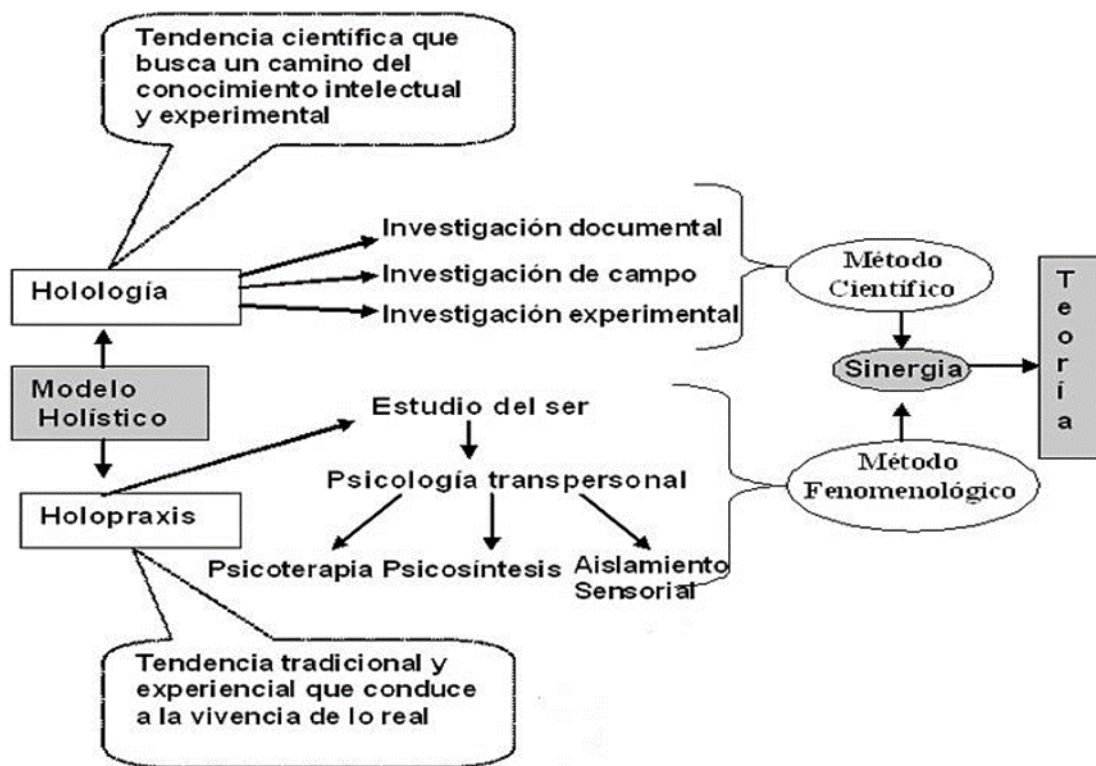 Tendencia científica que
busca un camino del
conocimiento intelectual
y experimental
Investigación documental
Holología
Investigación de campo
Investigación experimental
Métódo
Científico
Teoría
Sinergia
Modelo
Holístico
Estudio del ser
Psicología transpersonal
Método
Fenomenológico
Holopraxis
Psicoterapia Psicosíntesis Aislamiento
Sensorial
Tendencia tradicional y
experiencial que conduce
a la vivencia de lo real